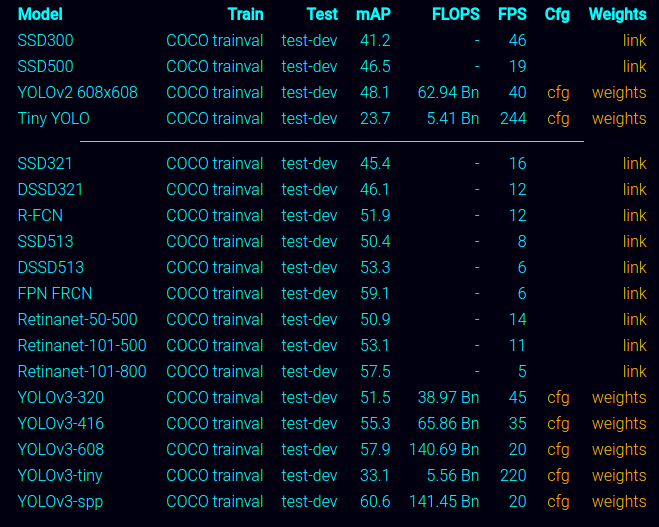 Model Train Test mAP FLOPS FPS Cfg Weights
SSD300 COCO trainval test-dev 41.2 - 46 link
SSD500 COCO trainval test-dev 46.5 - 19 link
YOLOv2 608x608 COCO trainval test-dev 48.1 62.94 Bn 40 cfg weights
Tiny YOLO COCO trainval test-dev 23.7 5.41 Bn 244 cfg weights
SSD321 COCO trainval test-dev 45.4 - 16 link
DSSD321 COCO trainval test-dev 46.1 - 12 link
R-FCN COCO trainval test-dev 51.9 - 12 link
SSD513 COCO trainval test-dev 50.4 - 8 link
DSSD513 COCO trainval test-dev 53.3 - 6 link
FPN FRCN COCO trainval test-dev 59.1 - 6 link
Retinanet-50-500 COCO trainval test-dev 50.9 - 14 link
Retinanet-101-500 COCO trainval test-dev 53.1 - 11 link
Retinanet-101-800 COCO trainval test-dev 57.5 - 5 link
YOLOv3-320 COCO trainval test-dev 51.5 38.97 Bn 45 cfg weights
YOLOv3-416 COCO trainval test-dev 55.3 65.86 Bn 35 cfg weights
YOLOv3-608 COCO trainval test-dev 57.9 140.69 Bn 20 cfg weights
YOLOv3-tiny COCO trainval test-dev 33.1 5.56 Bn 220 cfg weights
YOLOv3-spp COCO trainval test-dev 60.6 141.45 Bn 20 cfg weights